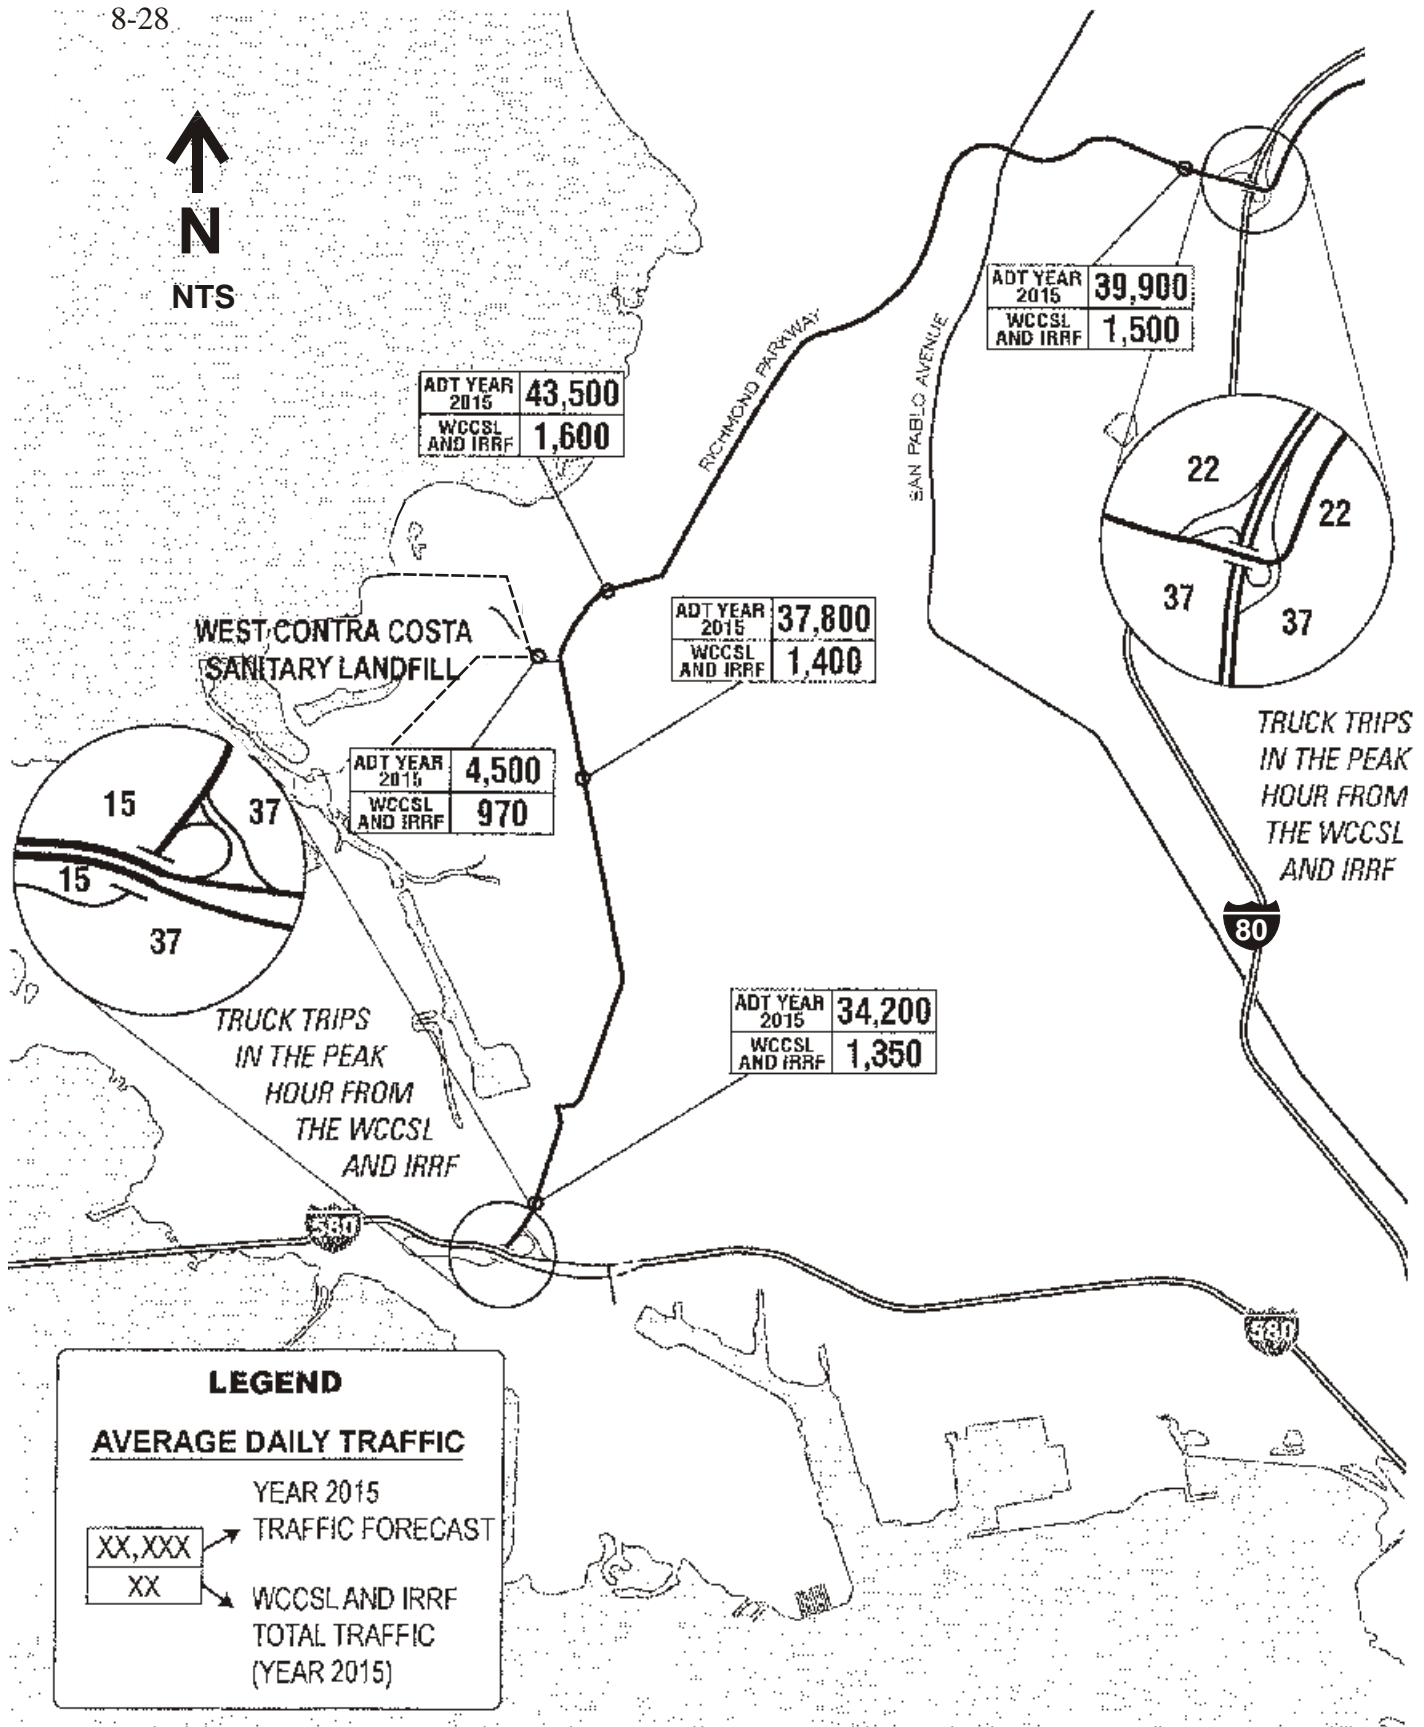 8-28
N
NTS
ADT YEAR 2015 39,900
WCCSL AND IRRF 1,500
RICHMOND PARKWAY
SAN PABLO AVENUE
ADT YEAR 2015 43,500
WCCSL AND IRRF 1,600
22
22
37
37
ADT YEAR 2015 37,800
WCCSL AND IRRF 1,400
WEST CONTRA COSTA
SANITARY LANDFILL
TRUCK TRIPS
IN THE PEAK
HOUR FROM
THE WCCSL
AND IRRF
ADT YEAR 2015 4,500
WCCSL AND IRRF 970
15
37
15
37
80
ADT YEAR 2015 34,200
WCCSL AND IRRF 1,350
TRUCK TRIPS
IN THE PEAK
HOUR FROM
THE WCCSL
AND IRRF
580
580
LEGEND
AVERAGE DAILY TRAFFIC
YEAR 2015
TRAFFIC FORECAST
XX,XXX
XX
WCCSL AND IRRF
TOTAL TRAFFIC
(YEAR 2015)